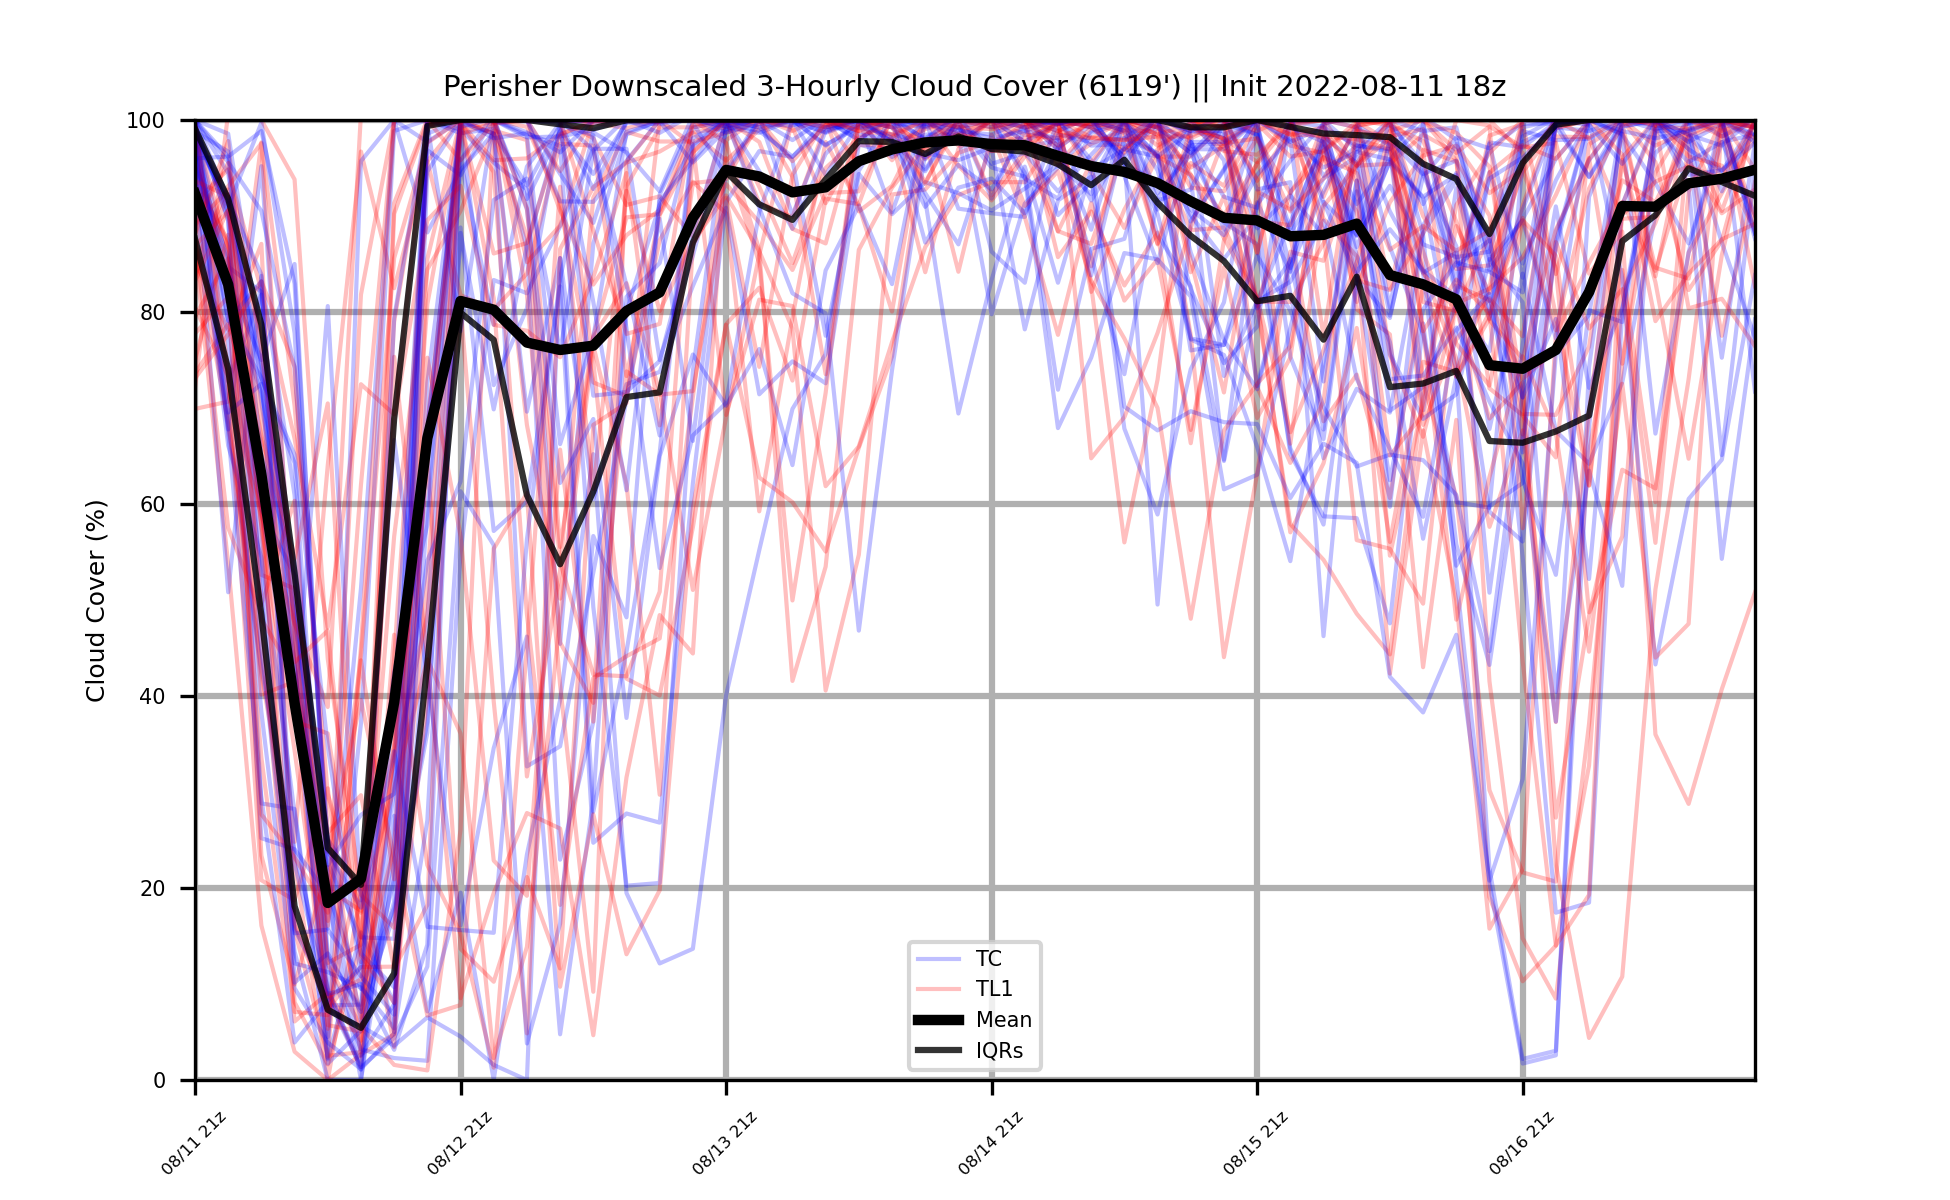 Perisher Downscaled 3-Hourly Cloud Cover (6119') || Init 2022-08-11 18z
Cloud Cover (%)
100
80
60
40
20
0
TC
TL1
Mean
IQRs
08/11 21z
08/12 21z
08/13 21z
08/14 21z
08/15 21z
08/16 21z